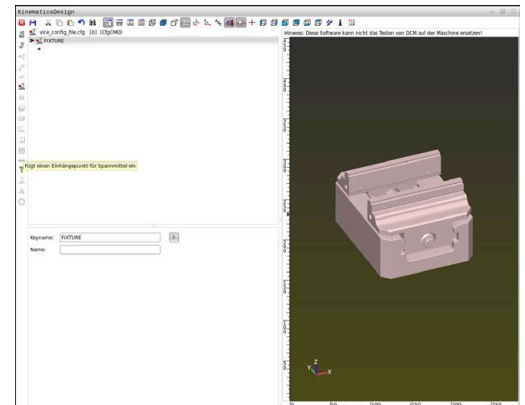 KinematicsDesign
vice_config_file.cfg [0] (CfgCMO)
Hinweis: Diese Software kann nicht das Testen von DCM auf der Maschine ersetzen!
FIXTURE
Fügt einen Einhängepunkt für Spannmittel ein
Keyname: FIXTURE >
Name:
Z
Y X